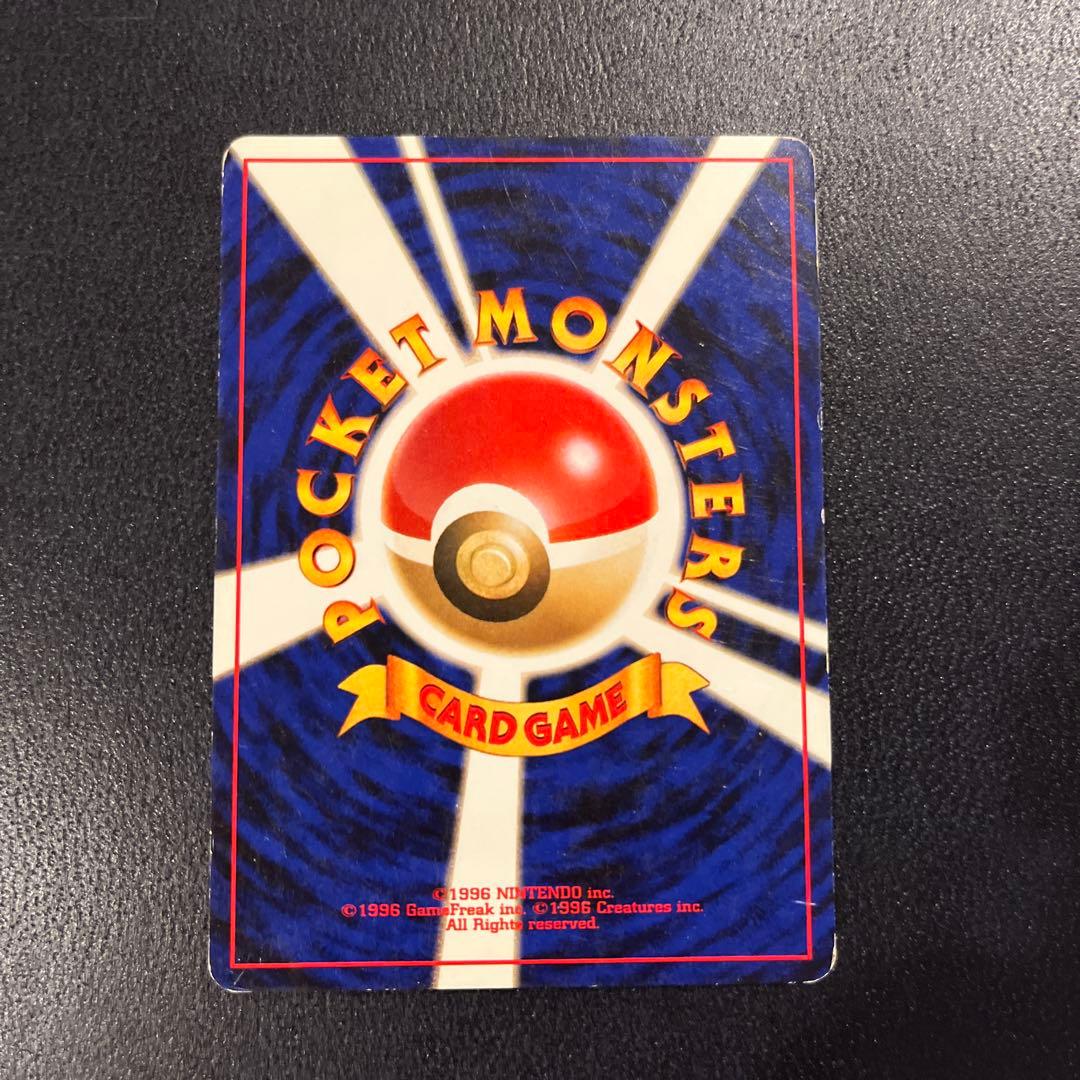 POCKET MONSTERS
CARD GAME
©1996 NINTENDO inc.
©1996 GameFreak inc. ©1996 Creatures inc.
All Rights reserved.